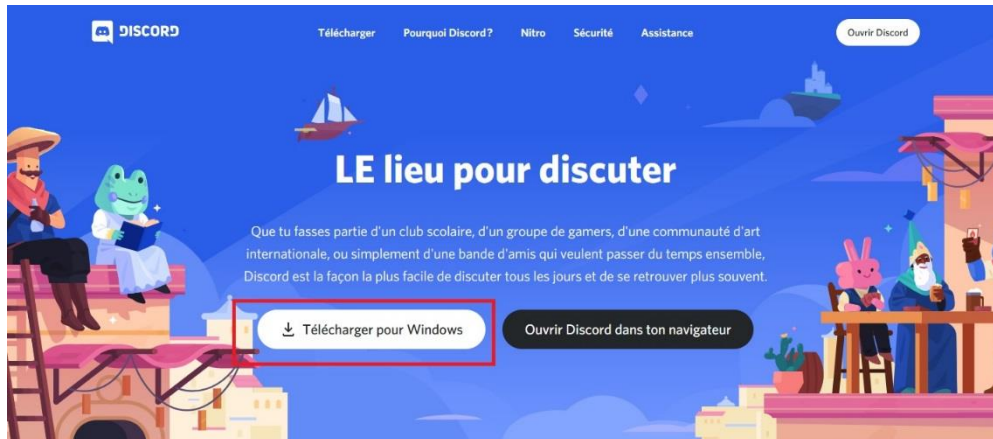 DISCORD
Télécharger Pourquoi Discord? Nitro Sécurité Assistance
Ouvrir Discord
LE lieu pour discuter
Que tu fasses partie d'un club scolaire, d'un groupe de gamers, d'une communauté d'art
internationale, ou simplement d'une bande d'amis qui veulent passer du temps ensemble,
Discord est la façon la plus facile de discuter tous les jours et de se retrouver plus souvent.
Télécharger pour Windows
Ouvrir Discord dans ton navigateur